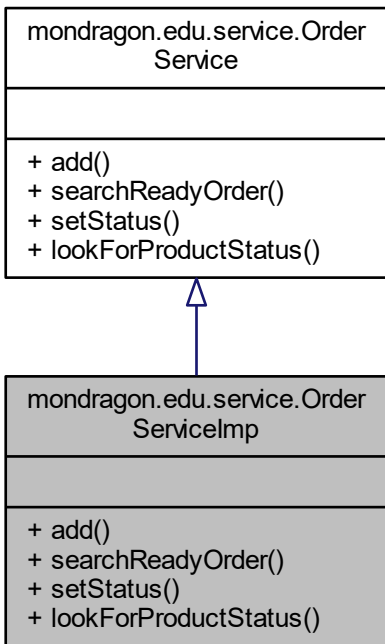 mondragon.edu.service.Order
Service
+ add()
+ searchReadyOrder()
+ setStatus()
+ lookForProductStatus()
mondragon.edu.service.Order
ServiceImp
+ add()
+ searchReadyOrder()
+ setStatus()
+ lookForProductStatus()